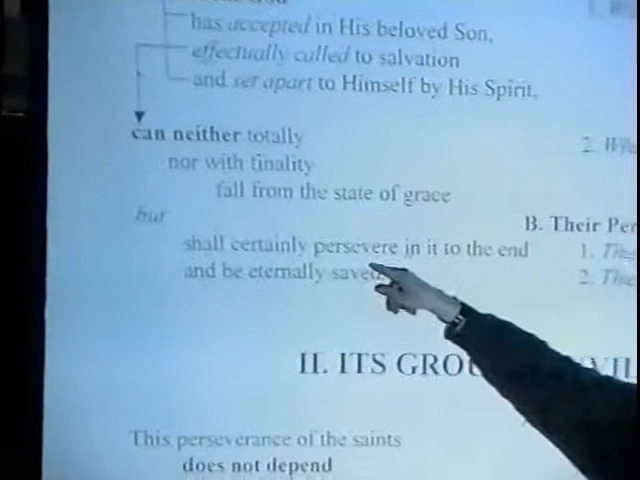 has accepted in His beloved Son,
effectually called to salvation
and set apart to Himself by His Spirit,
can neither totally
nor with finality
fall from the state of grace
but
shall certainly persevere in it to the end
and be eternally saved
2.
B. Their
1.
2.
II. ITS
This perseverance of the saints
does not depend